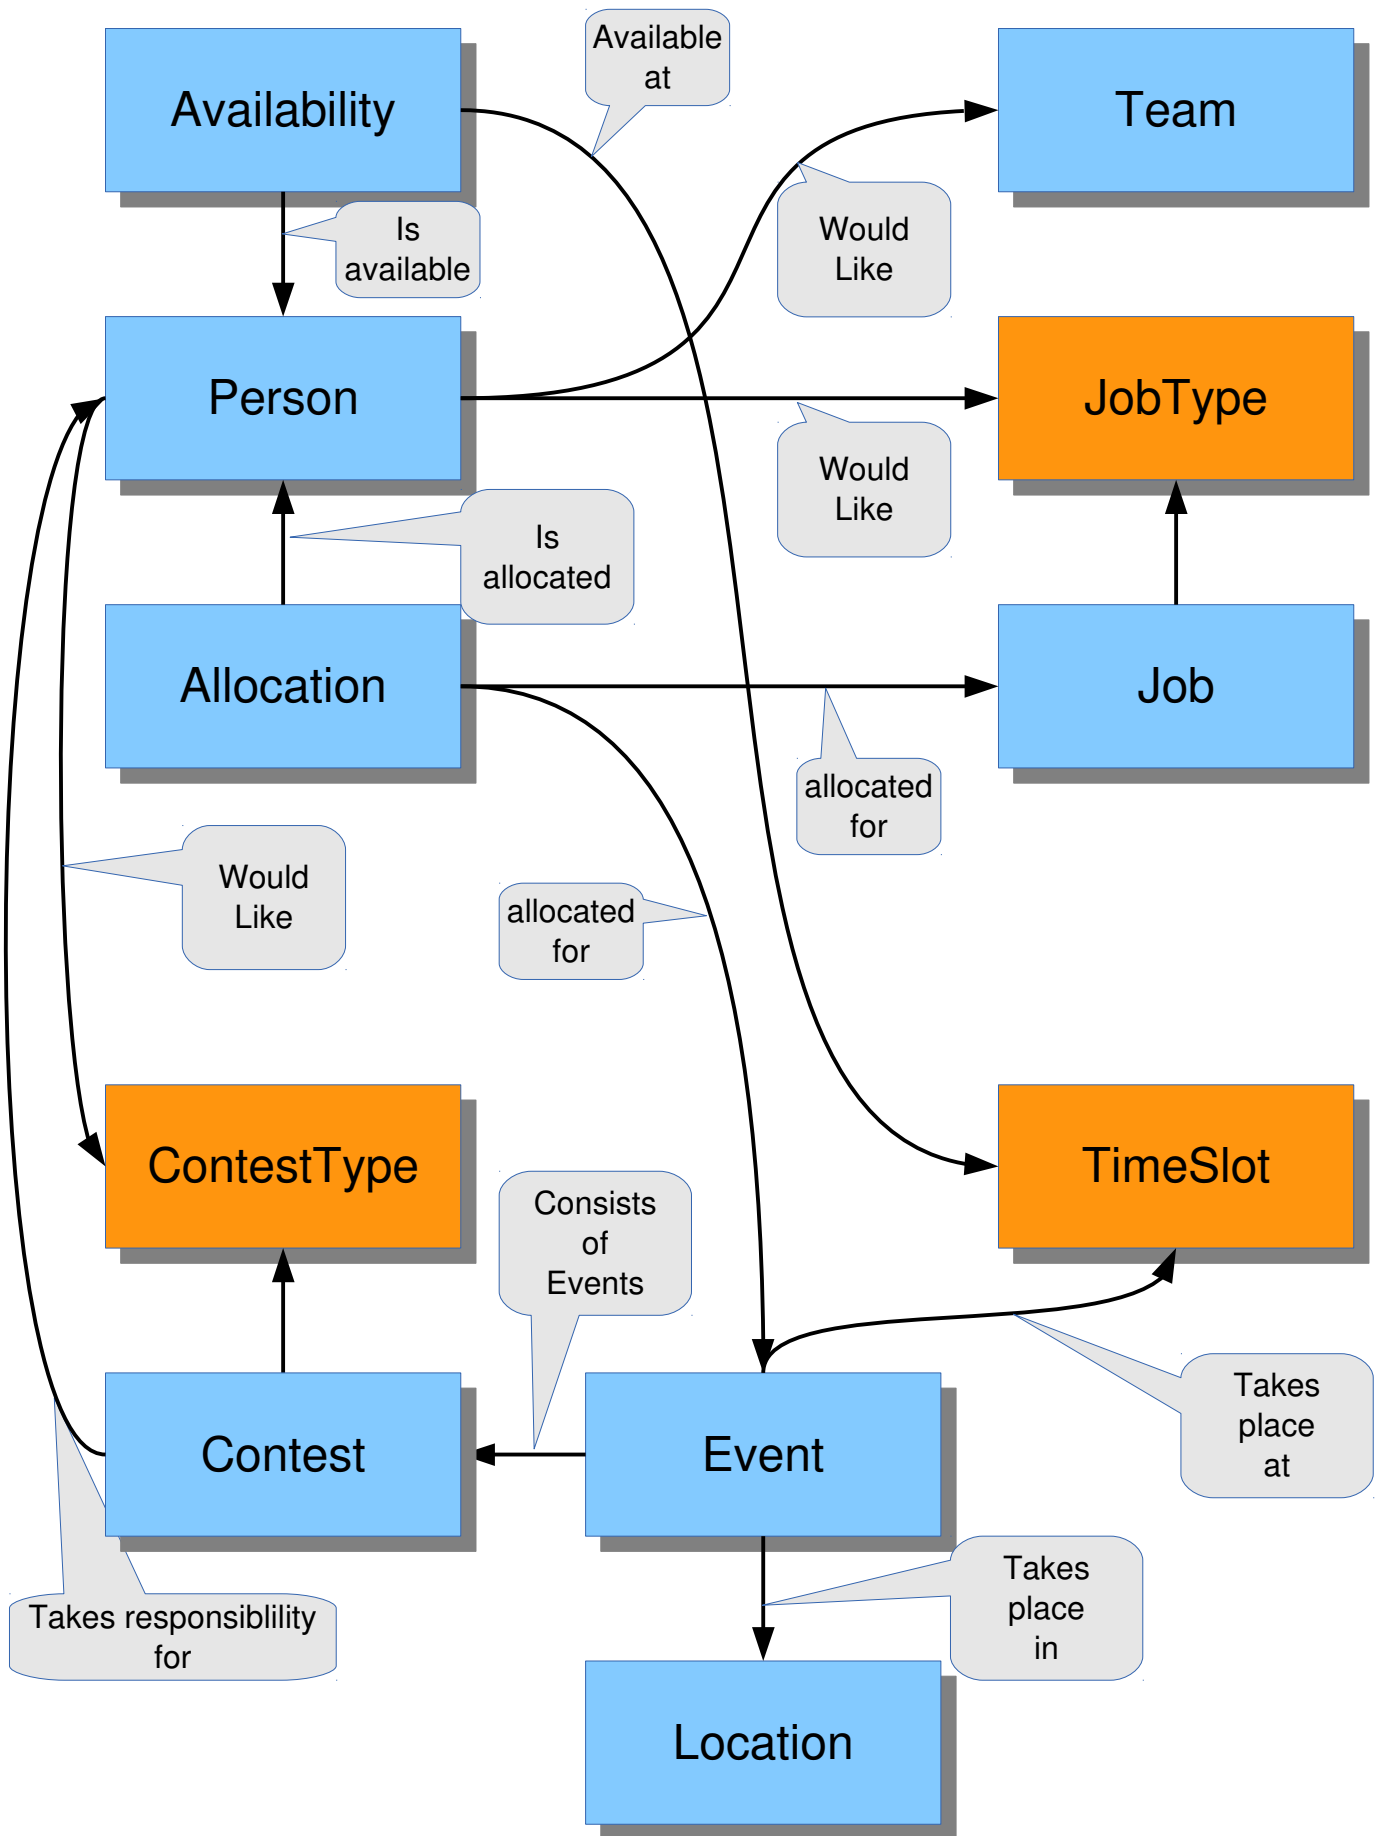 Available
at
Availability
Team
Is
available
Would
Like
Person
JobType
Would
Like
Is
allocated
Allocation
Job
allocated
for
Would
Like
allocated
for
ContestType
TimeSlot
Consists
of
Events
Contest
Event
Takes
place
at
Takes responsiblility
for
Takes
place
in
Location